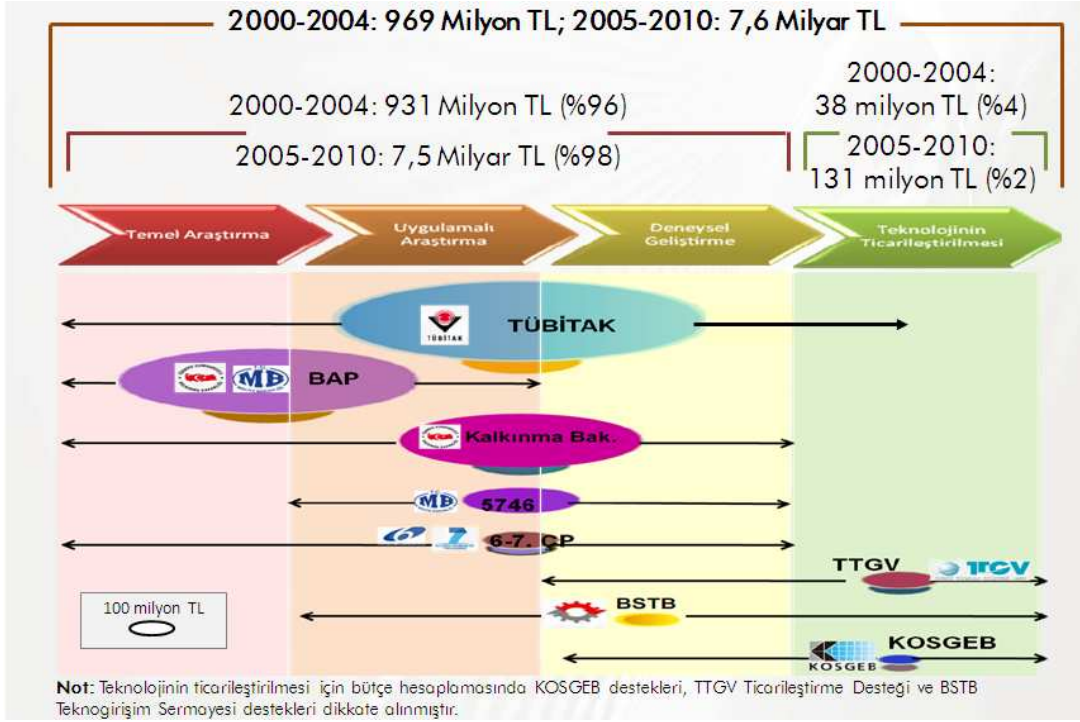 2000-2004: 969 Milyon TL; 2005-2010: 7,6 Milyar TL
2000-2004: 931 Milyon TL (%96)
2005-2010: 7,5 Milyar TL (%98)
2000-2004:
38 milyon TL (%4)
2005-2010:
131 milyon TL (%2)
Temel Araştırma
Uygulamalı
Araştırma
Deneysel
Geliştirme
Teknolojinin
Ticarileştirilmesi
TÜBİTAK
TÜBİTAK
BAP
Kalkınma Bak.
5746
6-7. ÇP
TTGV
TTGV
BSTB
KOSGEB
KOSGEB
100 milyon TL
Not: Teknolojinin ticarileştirilmesi için bütçe hesaplamasında KOSGEB destekleri, TTGV Ticarileştirme Desteği ve BSTB
Teknogirişim Sermayesi destekleri dikkate alınmıştır.